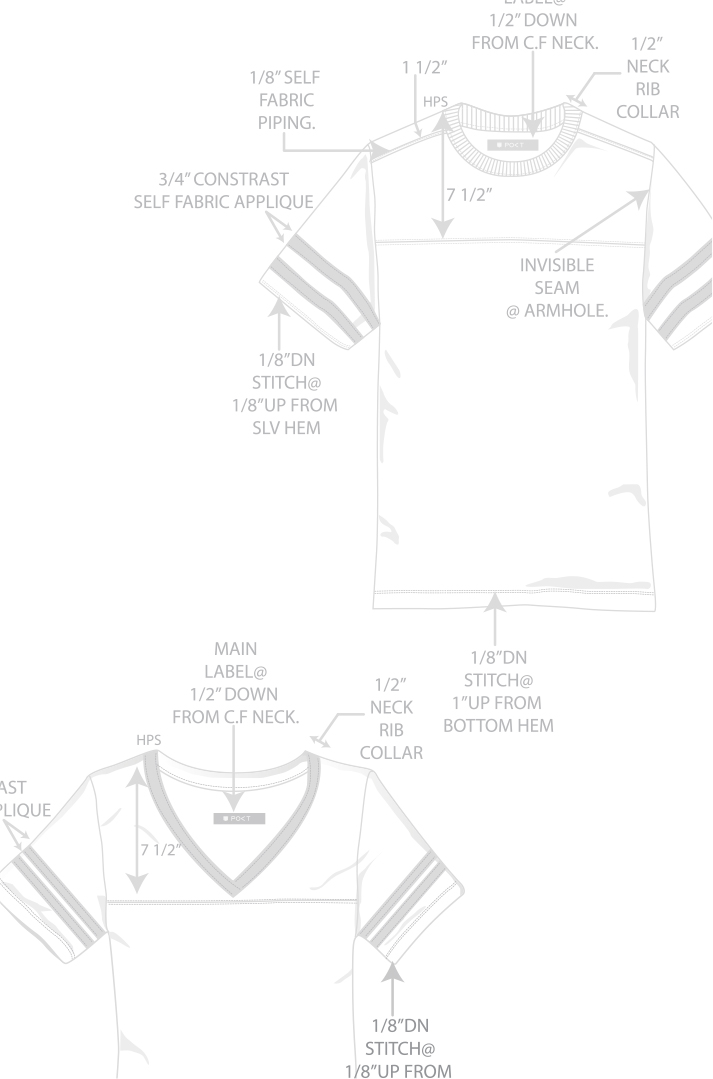 LABEL@
1/2” DOWN
FROM C.F NECK.
1/2”
NECK
RIB
COLLAR
1 1/2”
HPS
1/8” SELF
FABRIC
PIPING.
3/4” CONSTRAST
SELF FABRIC APPLIQUE
7 1/2”
INVISIBLE
SEAM
@ ARMHOLE.
1/8”DN
STITCH@
1/8”UP FROM
SLV HEM
1/8”DN
STITCH@
1”UP FROM
BOTTOM HEM
MAIN
LABEL@
1/2” DOWN
FROM C.F NECK.
1/2”
NECK
RIB
COLLAR
HPS
AST
PLIQUE
7 1/2”
1/8”DN
STITCH@
1/8”UP FROM